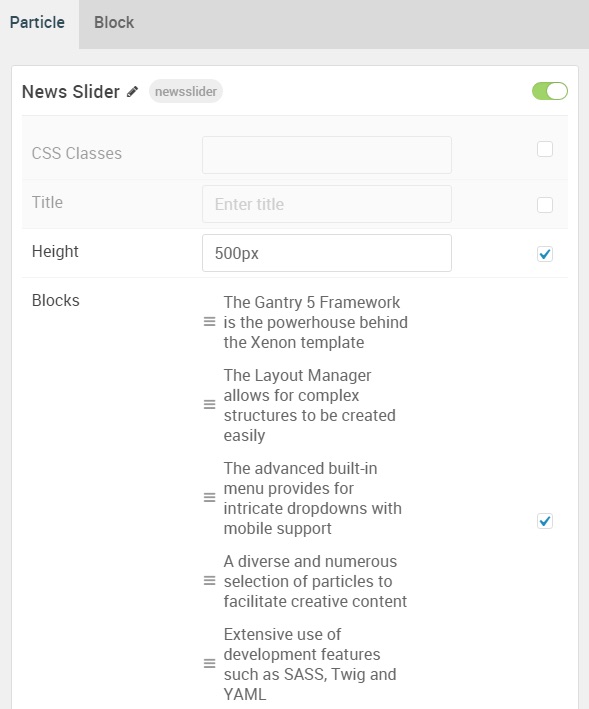 Particle Block
News Slider newsslider
CSS Classes
Title Enter title
Height 500px
Blocks
The Gantry 5 Framework
is the powerhouse behind
the Xenon template
The Layout Manager
allows for complex
structures to be created
easily
The advanced built-in
menu provides for
intricate dropdowns with
mobile support
A diverse and numerous
selection of particles to
facilitate creative content
Extensive use of
development features
such as SASS, Twig and
YAML